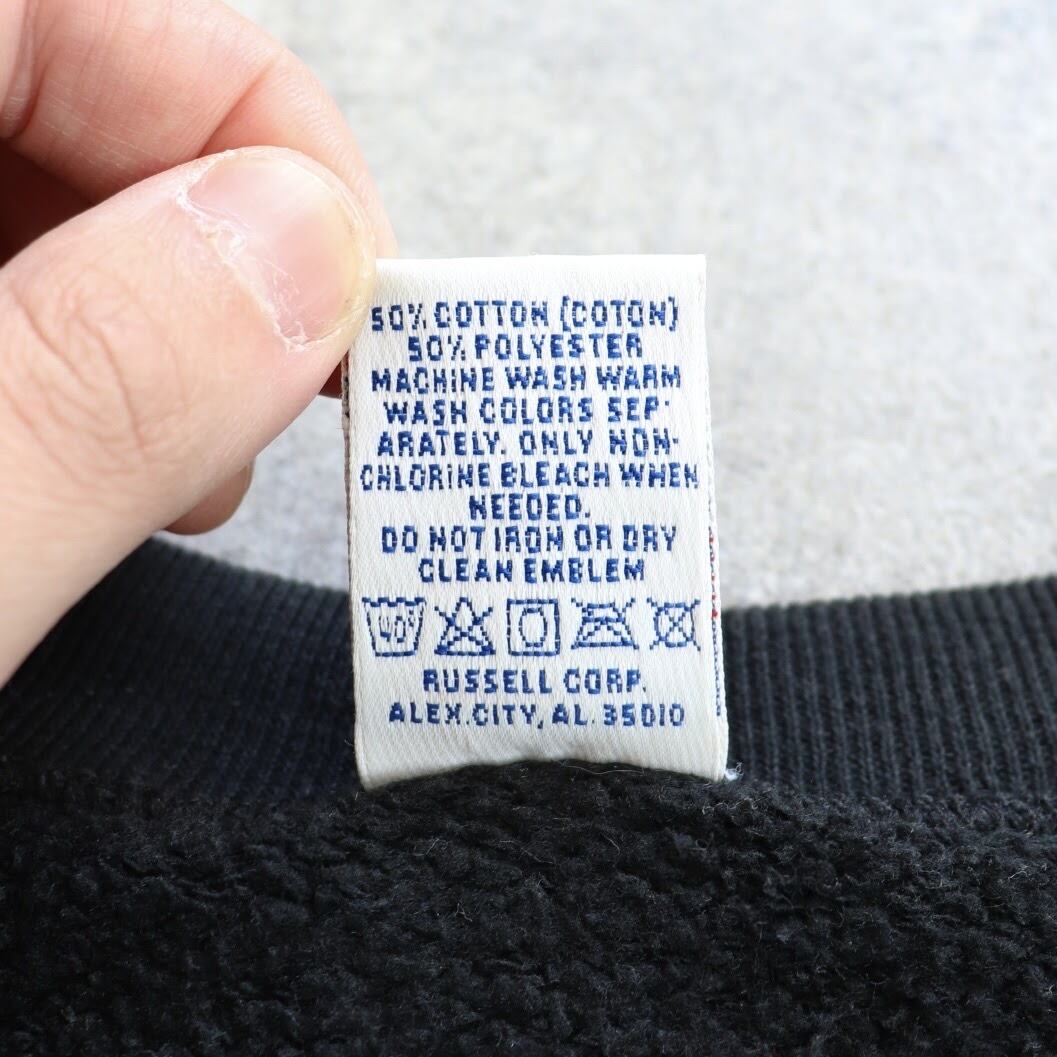 50% COTTON (COTON)
50% POLYESTER
MACHINE WASH WARM
WASH COLORS SEP-
ARATELY. ONLY NON-
CHLORINE BLEACH WHEN
NEEDED.
DO NOT IRON OR DRY
CLEAN EMBLEM
40°
RUSSELL CORP.
ALEX.CITY, AL. 35010